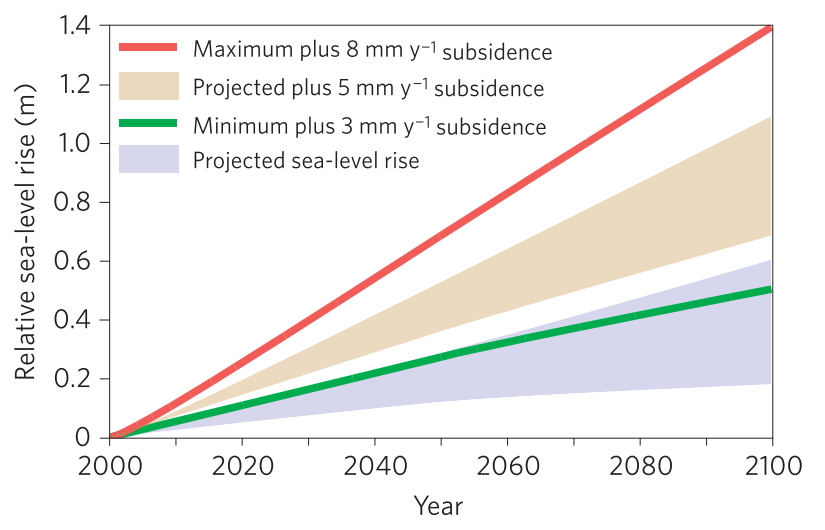 1.4
1.2
1.0
0.8
0.6
0.4
0.2
0
Relative sea-level rise (m)
Maximum plus 8 mm y⁻¹ subsidence
Projected plus 5 mm y⁻¹ subsidence
Minimum plus 3 mm y⁻¹ subsidence
Projected sea-level rise
2000 2020 2040 2060 2080 2100
Year